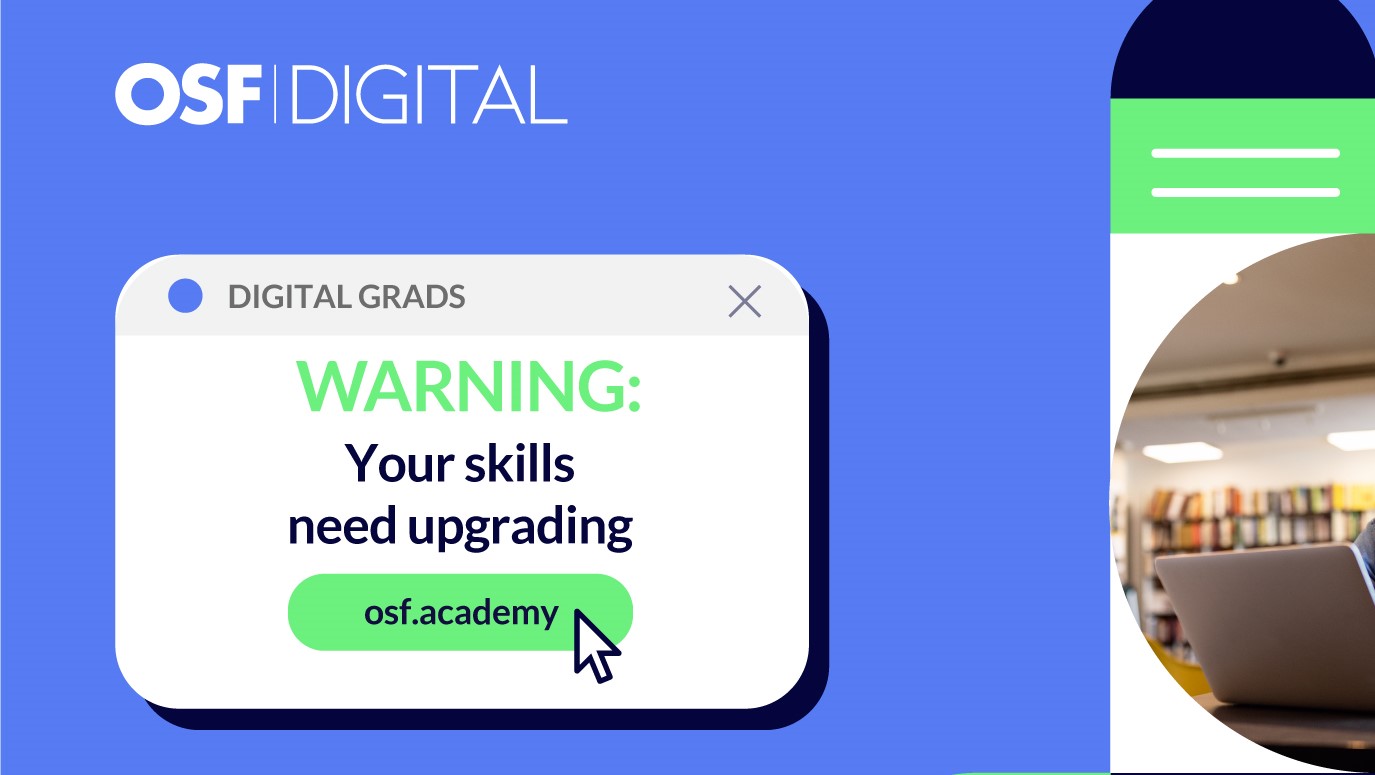 OSF | DIGITAL
DIGITAL GRADS
WARNING:
Your skills
need upgrading
osf.academy